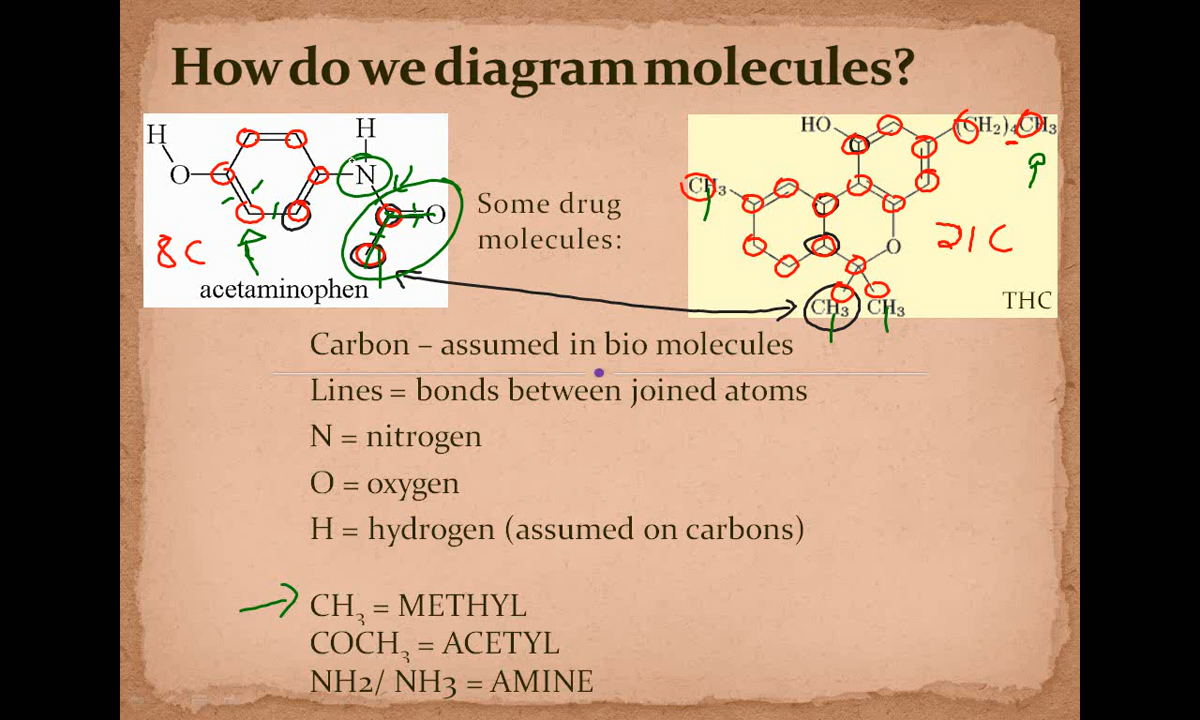 How do we diagram molecules?
H
H
O
N
O
8C
acetaminophen
Some drug
molecules:
HO
(CH₂)₄CH₃
CH₃
O
21C
CH₃ CH₃
THC
Carbon – assumed in bio molecules
Lines = bonds between joined atoms
N = nitrogen
O = oxygen
H = hydrogen (assumed on carbons)
CH₃ = METHYL
COCH₃ = ACETYL
NH2/ NH3 = AMINE